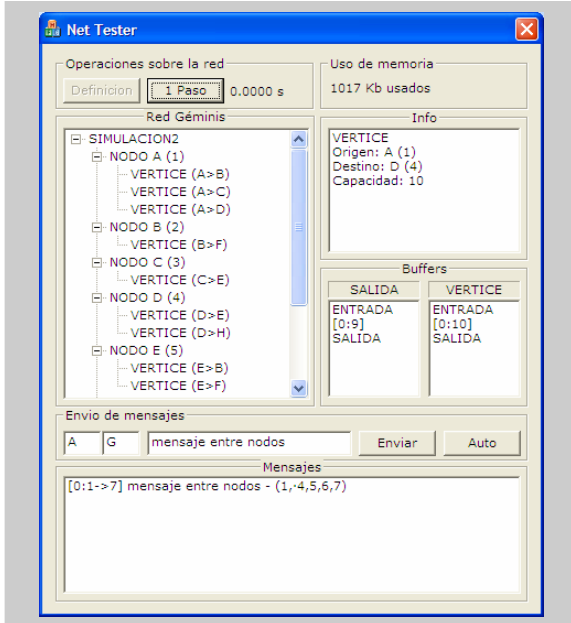 Net Tester
Operaciones sobre la red
Definicion 1 Paso 0.0000 s
Uso de memoria
1017 Kb usados
Red Géminis
SIMULACION2
NODO A (1)
VERTICE (A>B)
VERTICE (A>C)
VERTICE (A>D)
NODO B (2)
VERTICE (B>F)
NODO C (3)
VERTICE (C>E)
NODO D (4)
VERTICE (D>E)
VERTICE (D>H)
NODO E (5)
VERTICE (E>B)
VERTICE (E>F)
Info
VERTICE
Origen: A (1)
Destino: D (4)
Capacidad: 10
Buffers
SALIDA
ENTRADA
[0:9]
SALIDA
VERTICE
ENTRADA
[0:10]
SALIDA
Envio de mensajes
A G mensaje entre nodos Enviar Auto
Mensajes
[0:1->7] mensaje entre nodos - (1,·4,5,6,7)